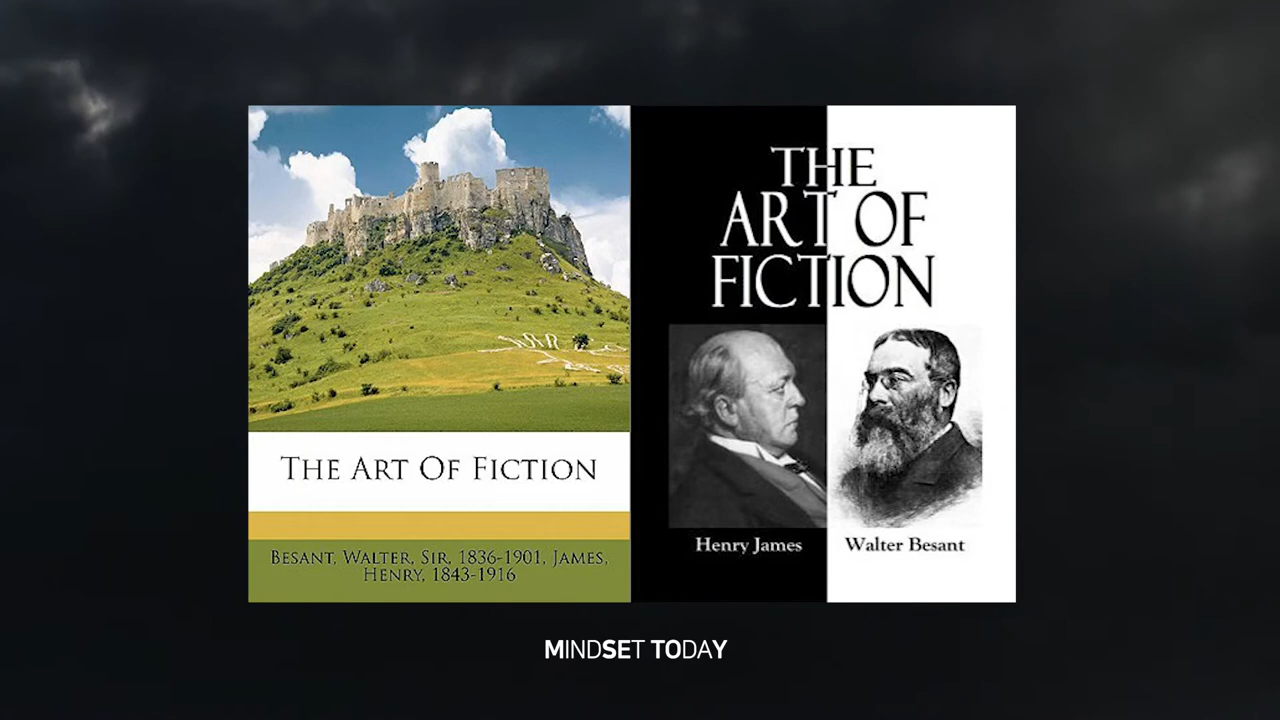 The Art Of Fiction
Besant, Walter, Sir, 1836-1901, James,
Henry, 1843-1916
THE
ART OF
FICTION
Henry James
Walter Besant
MINDSET TODAY